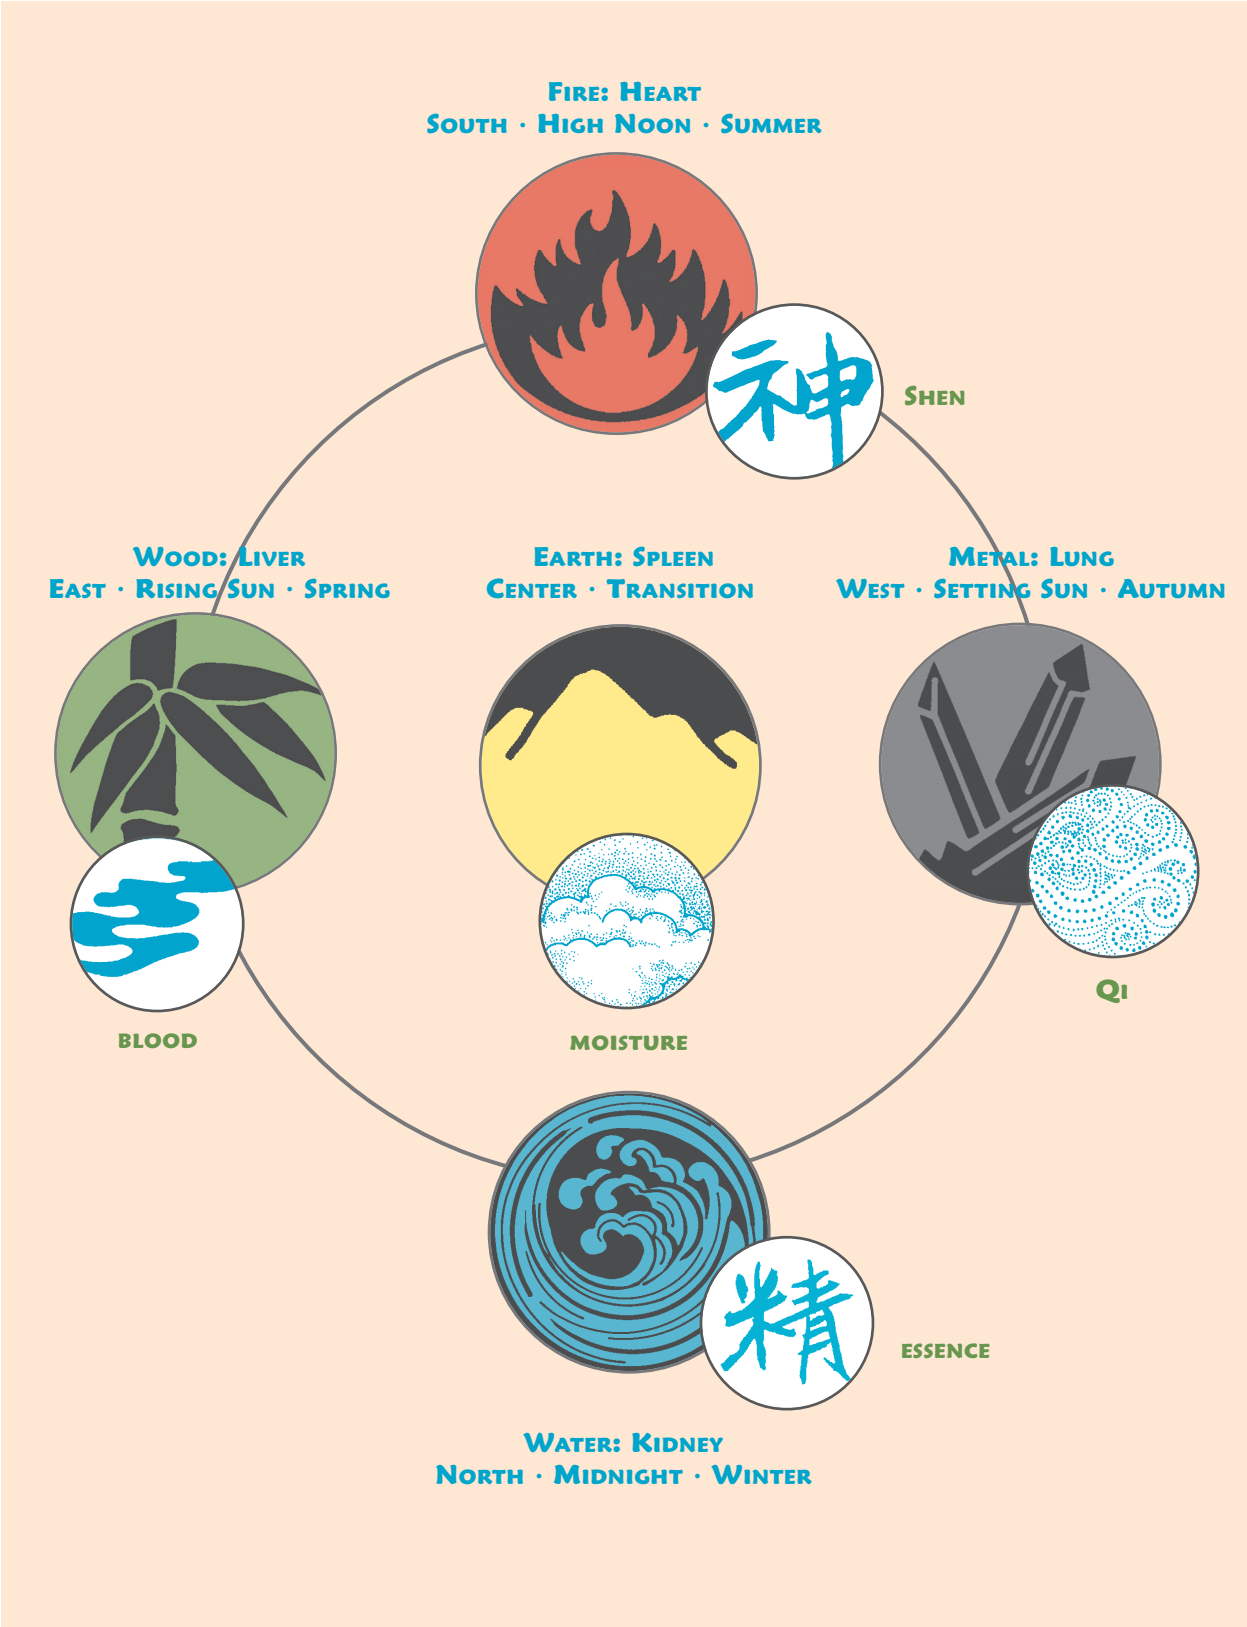 Fire: Heart
South · High Noon · Summer
神
Shen
Wood: Liver
East · Rising Sun · Spring
Earth: Spleen
Center · Transition
Metal: Lung
West · Setting Sun · Autumn
Qi
blood
moisture
精
essence
Water: Kidney
North · Midnight · Winter